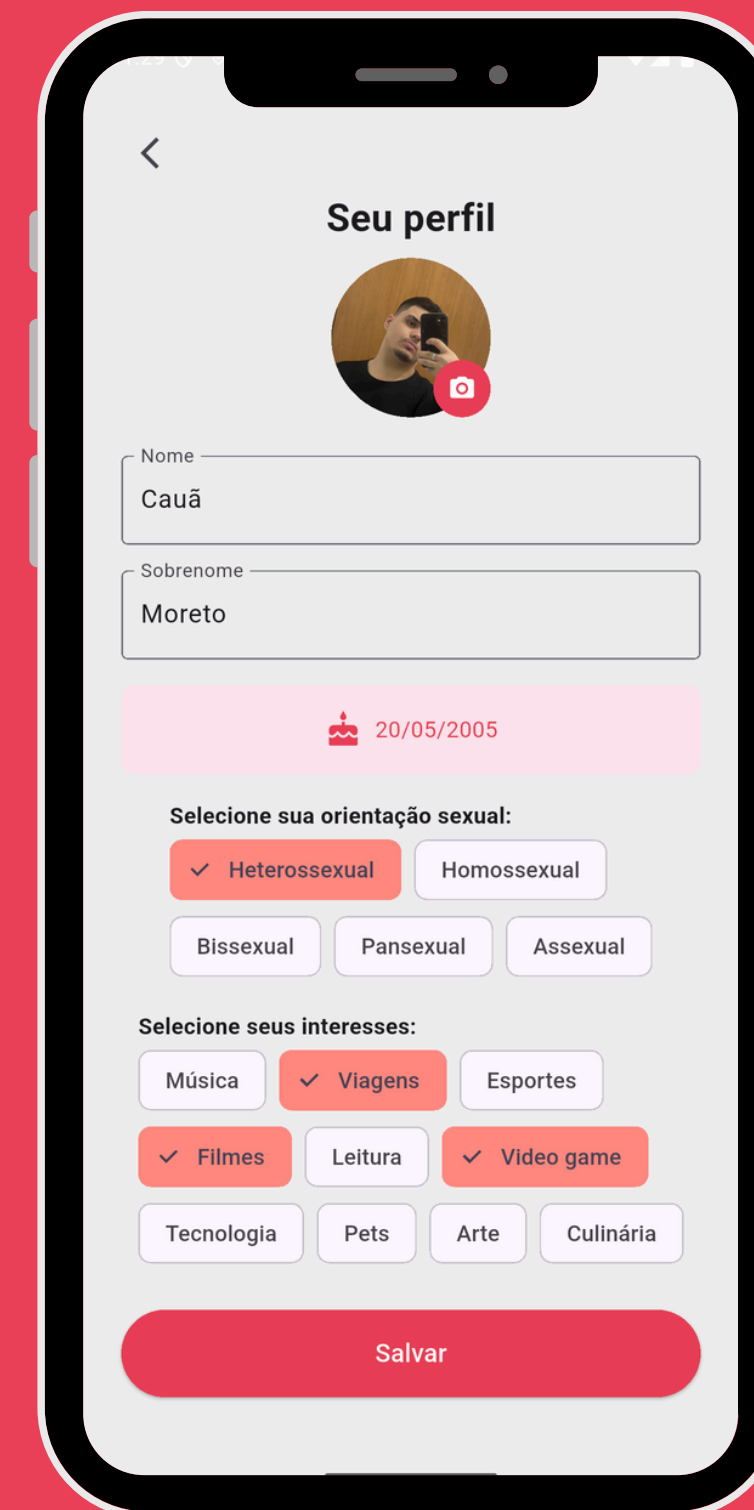 Seu perfil
Nome
Cauã
Sobrenome
Moreto
20/05/2005
Selecione sua orientação sexual:
Heterossexual Homossexual
Bissexual Pansexual Assexual
Selecione seus interesses:
Música Viagens Esportes
Filmes Leitura Video game
Tecnologia Pets Arte Culinária
Salvar